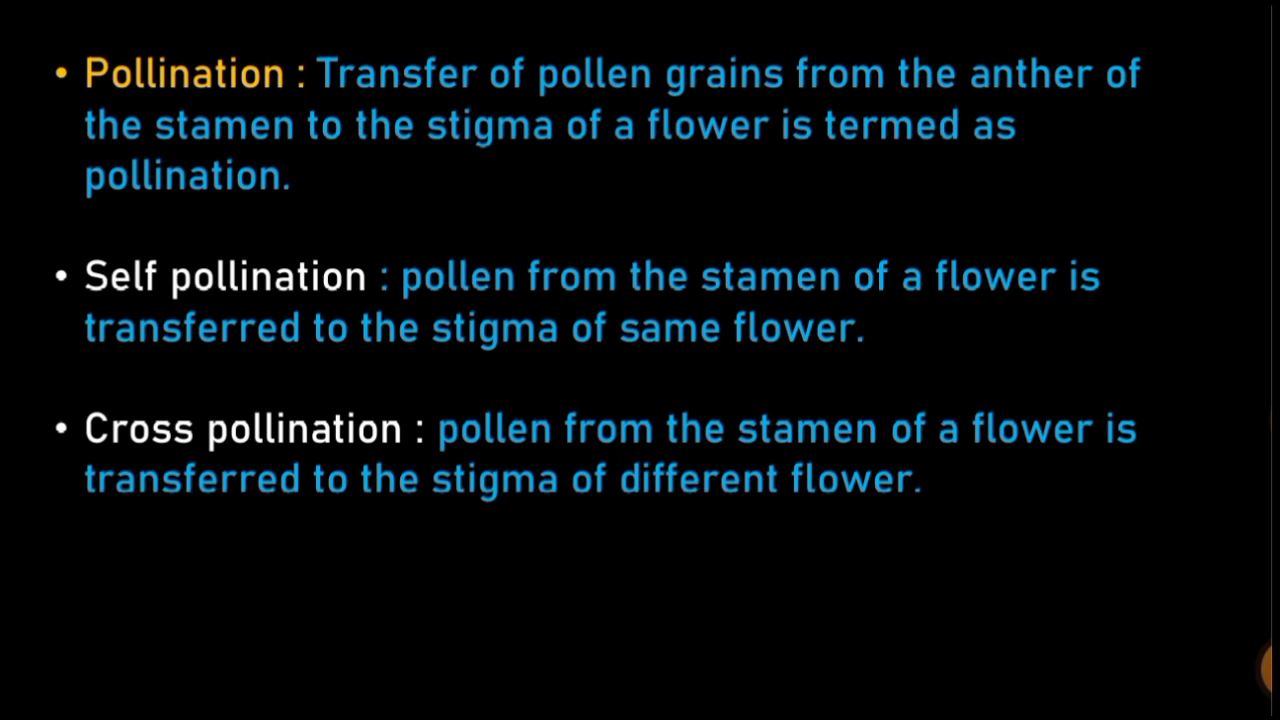 • Pollination : Transfer of pollen grains from the anther of
the stamen to the stigma of a flower is termed as
pollination.
• Self pollination : pollen from the stamen of a flower is
transferred to the stigma of same flower.
• Cross pollination : pollen from the stamen of a flower is
transferred to the stigma of different flower.